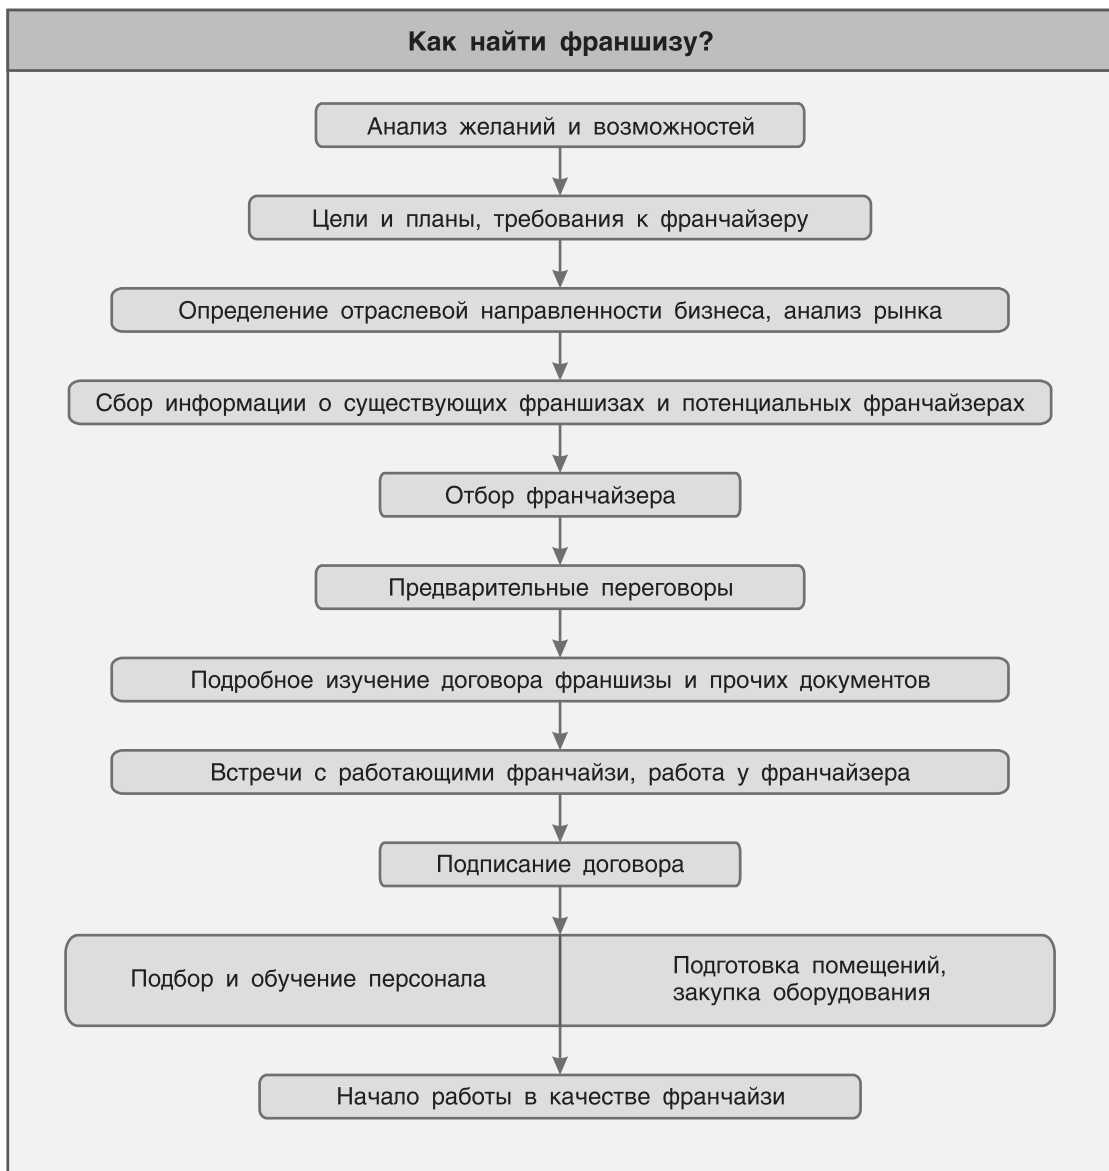 Как найти франшизу?
Анализ желаний и возможностей
Цели и планы, требования к франчайзеру
Определение отраслевой направленности бизнеса, анализ рынка
Сбор информации о существующих франшизах и потенциальных франчайзерах
Отбор франчайзера
Предварительные переговоры
Подробное изучение договора франшизы и прочих документов
Встречи с работающими франчайзи, работа у франчайзера
Подписание договора
Подбор и обучение персонала
Подготовка помещений,
закупка оборудования
Начало работы в качестве франчайзи